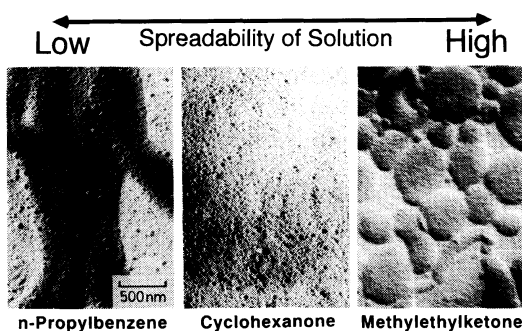 Low
Spreadability of Solution
High
500nm
n-Propylbenzene
Cyclohexanone
Methylethylketone